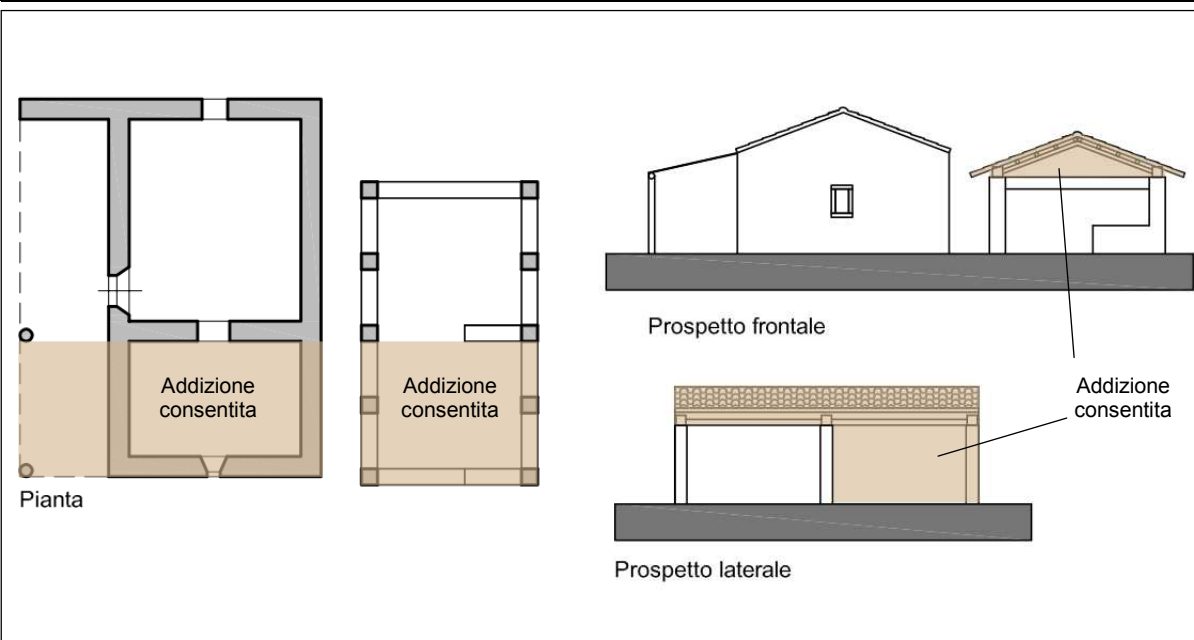 Addizione
consentita
Addizione
consentita
Pianta
Prospetto frontale
Addizione
consentita
Prospetto laterale